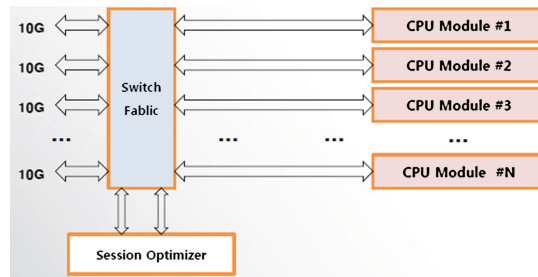 10G
CPU Module #1
10G
CPU Module #2
Switch
Fablic
10G
CPU Module #3
...
...
...
...
10G
CPU Module #N
Session Optimizer